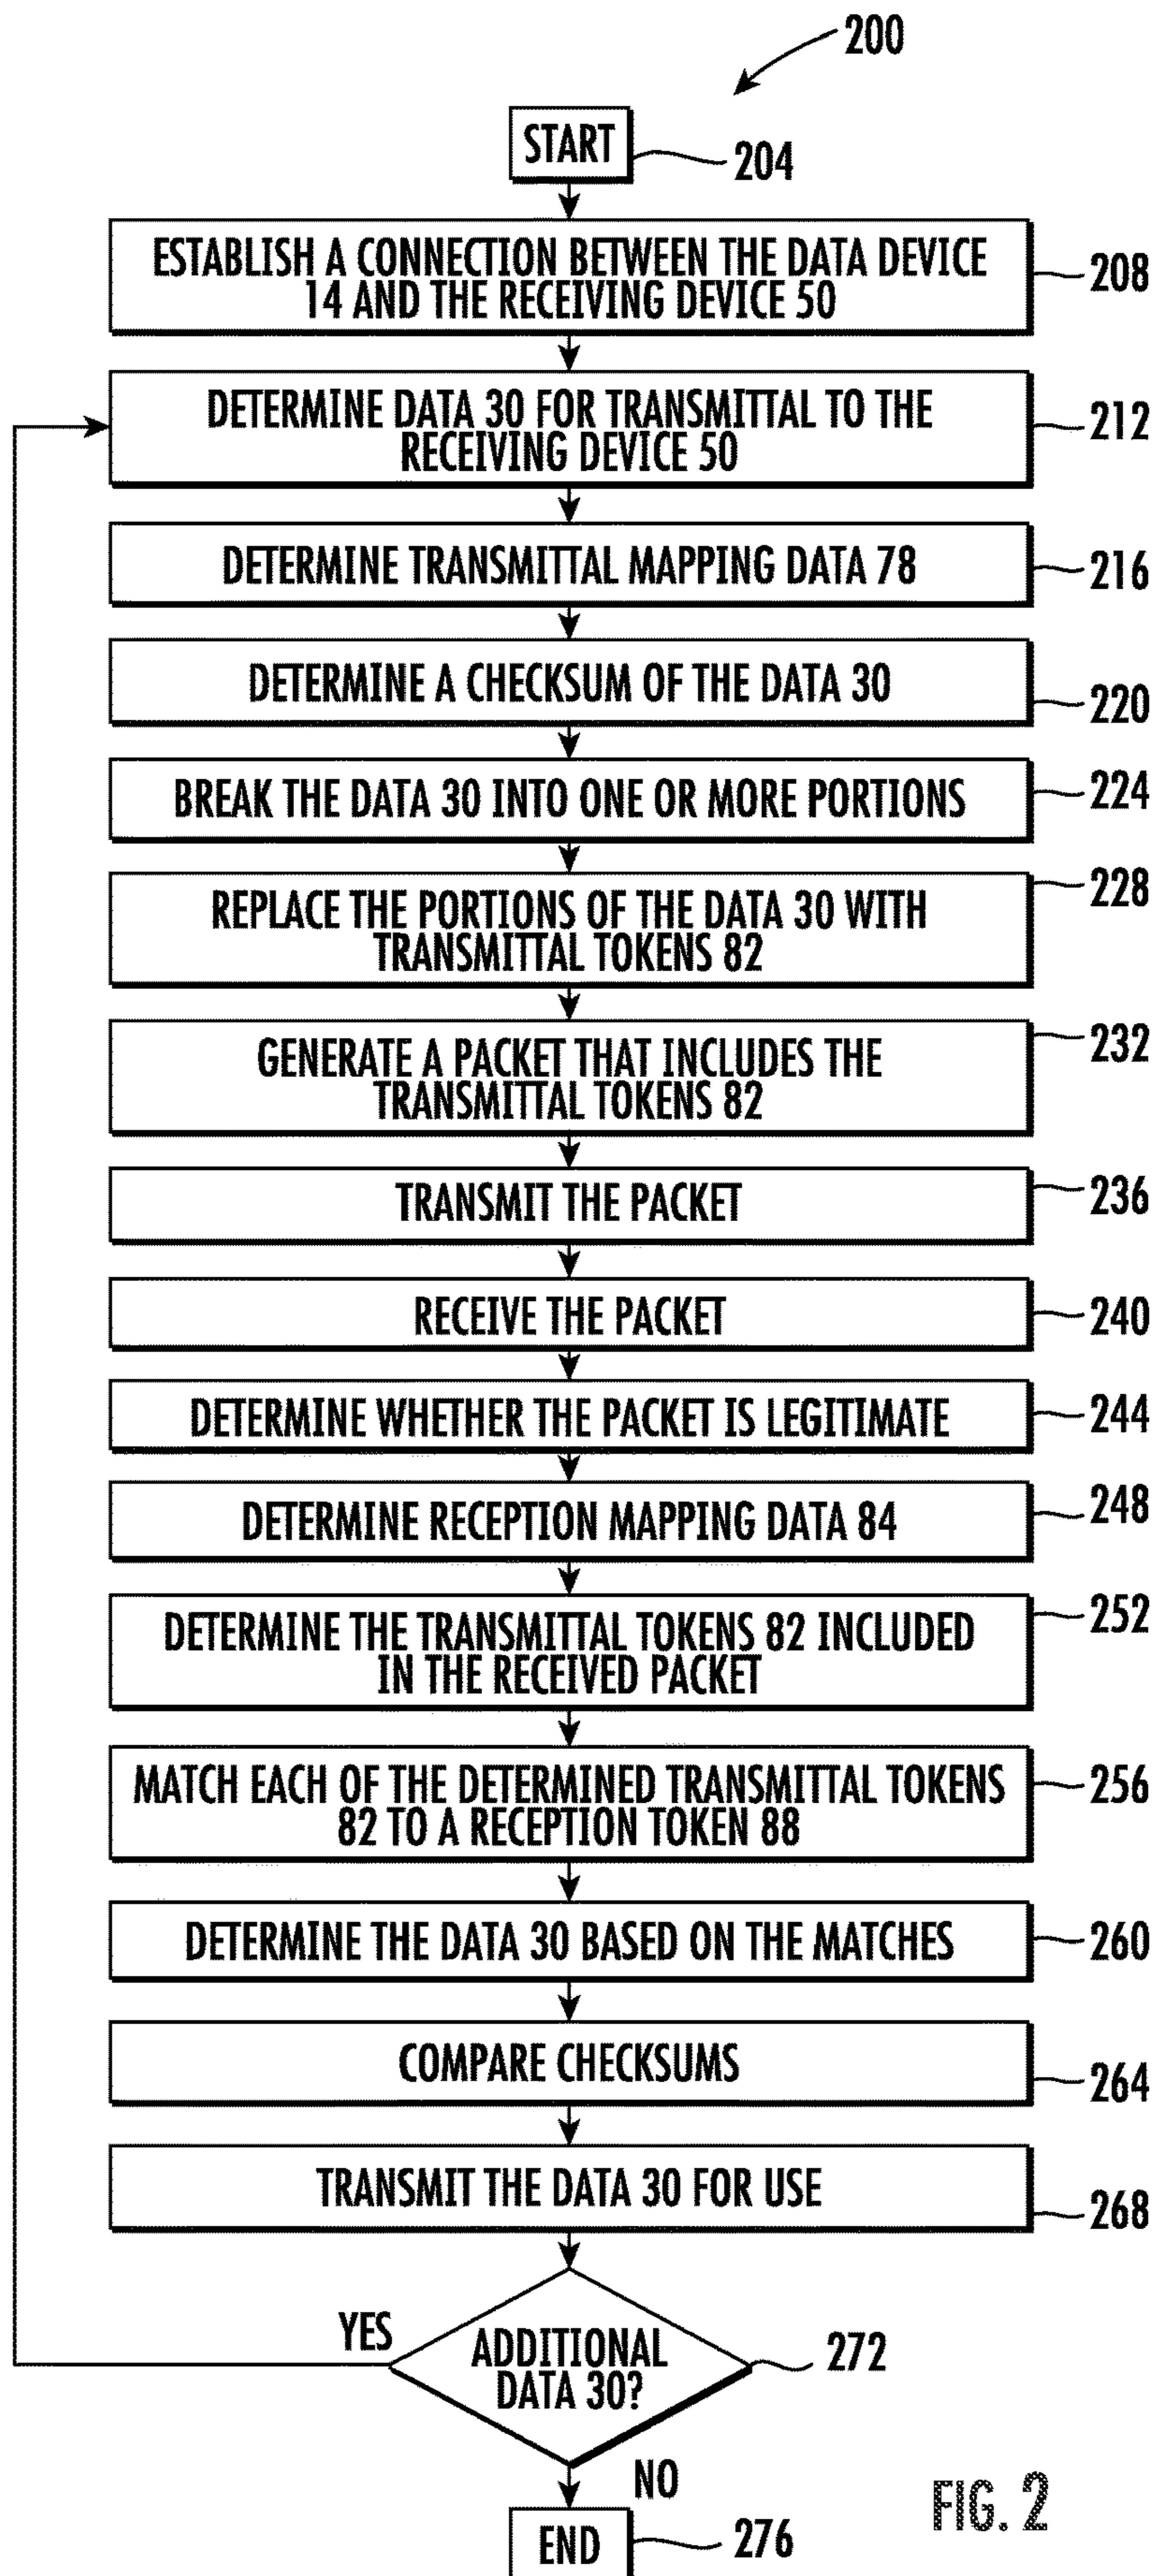 200
START
204
ESTABLISH A CONNECTION BETWEEN THE DATA DEVICE
14 AND THE RECEIVING DEVICE 50
208
DETERMINE DATA 30 FOR TRANSMITTAL TO THE
RECEIVING DEVICE 50
212
DETERMINE TRANSMITTAL MAPPING DATA 78
216
DETERMINE A CHECKSUM OF THE DATA 30
220
BREAK THE DATA 30 INTO ONE OR MORE PORTIONS
224
REPLACE THE PORTIONS OF THE DATA 30 WITH
TRANSMITTAL TOKENS 82
228
GENERATE A PACKET THAT INCLUDES THE
TRANSMITTAL TOKENS 82
232
TRANSMIT THE PACKET
236
RECEIVE THE PACKET
240
DETERMINE WHETHER THE PACKET IS LEGITIMATE
244
DETERMINE RECEPTION MAPPING DATA 84
248
DETERMINE THE TRANSMITTAL TOKENS 82 INCLUDED
IN THE RECEIVED PACKET
252
MATCH EACH OF THE DETERMINED TRANSMITTAL TOKENS
82 TO A RECEPTION TOKEN 88
256
DETERMINE THE DATA 30 BASED ON THE MATCHES
260
COMPARE CHECKSUMS
264
TRANSMIT THE DATA 30 FOR USE
268
YES
ADDITIONAL
DATA 30?
272
NO
END
276
FIG. 2